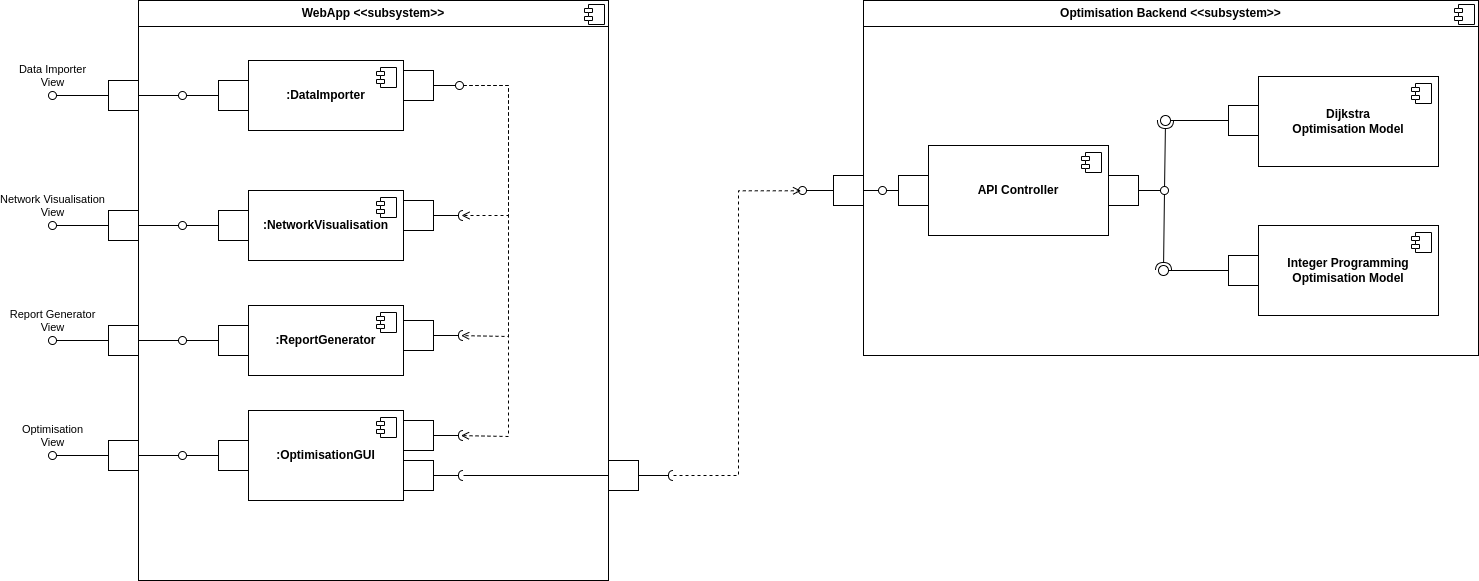 WebApp <<subsystem>>
Data Importer
View
:DataImporter
Network Visualisation
View
:NetworkVisualisation
Report Generator
View
:ReportGenerator
Optimisation
View
:OptimisationGUI
Optimisation Backend <<subsystem>>
API Controller
Dijkstra
Optimisation Model
Integer Programming
Optimisation Model